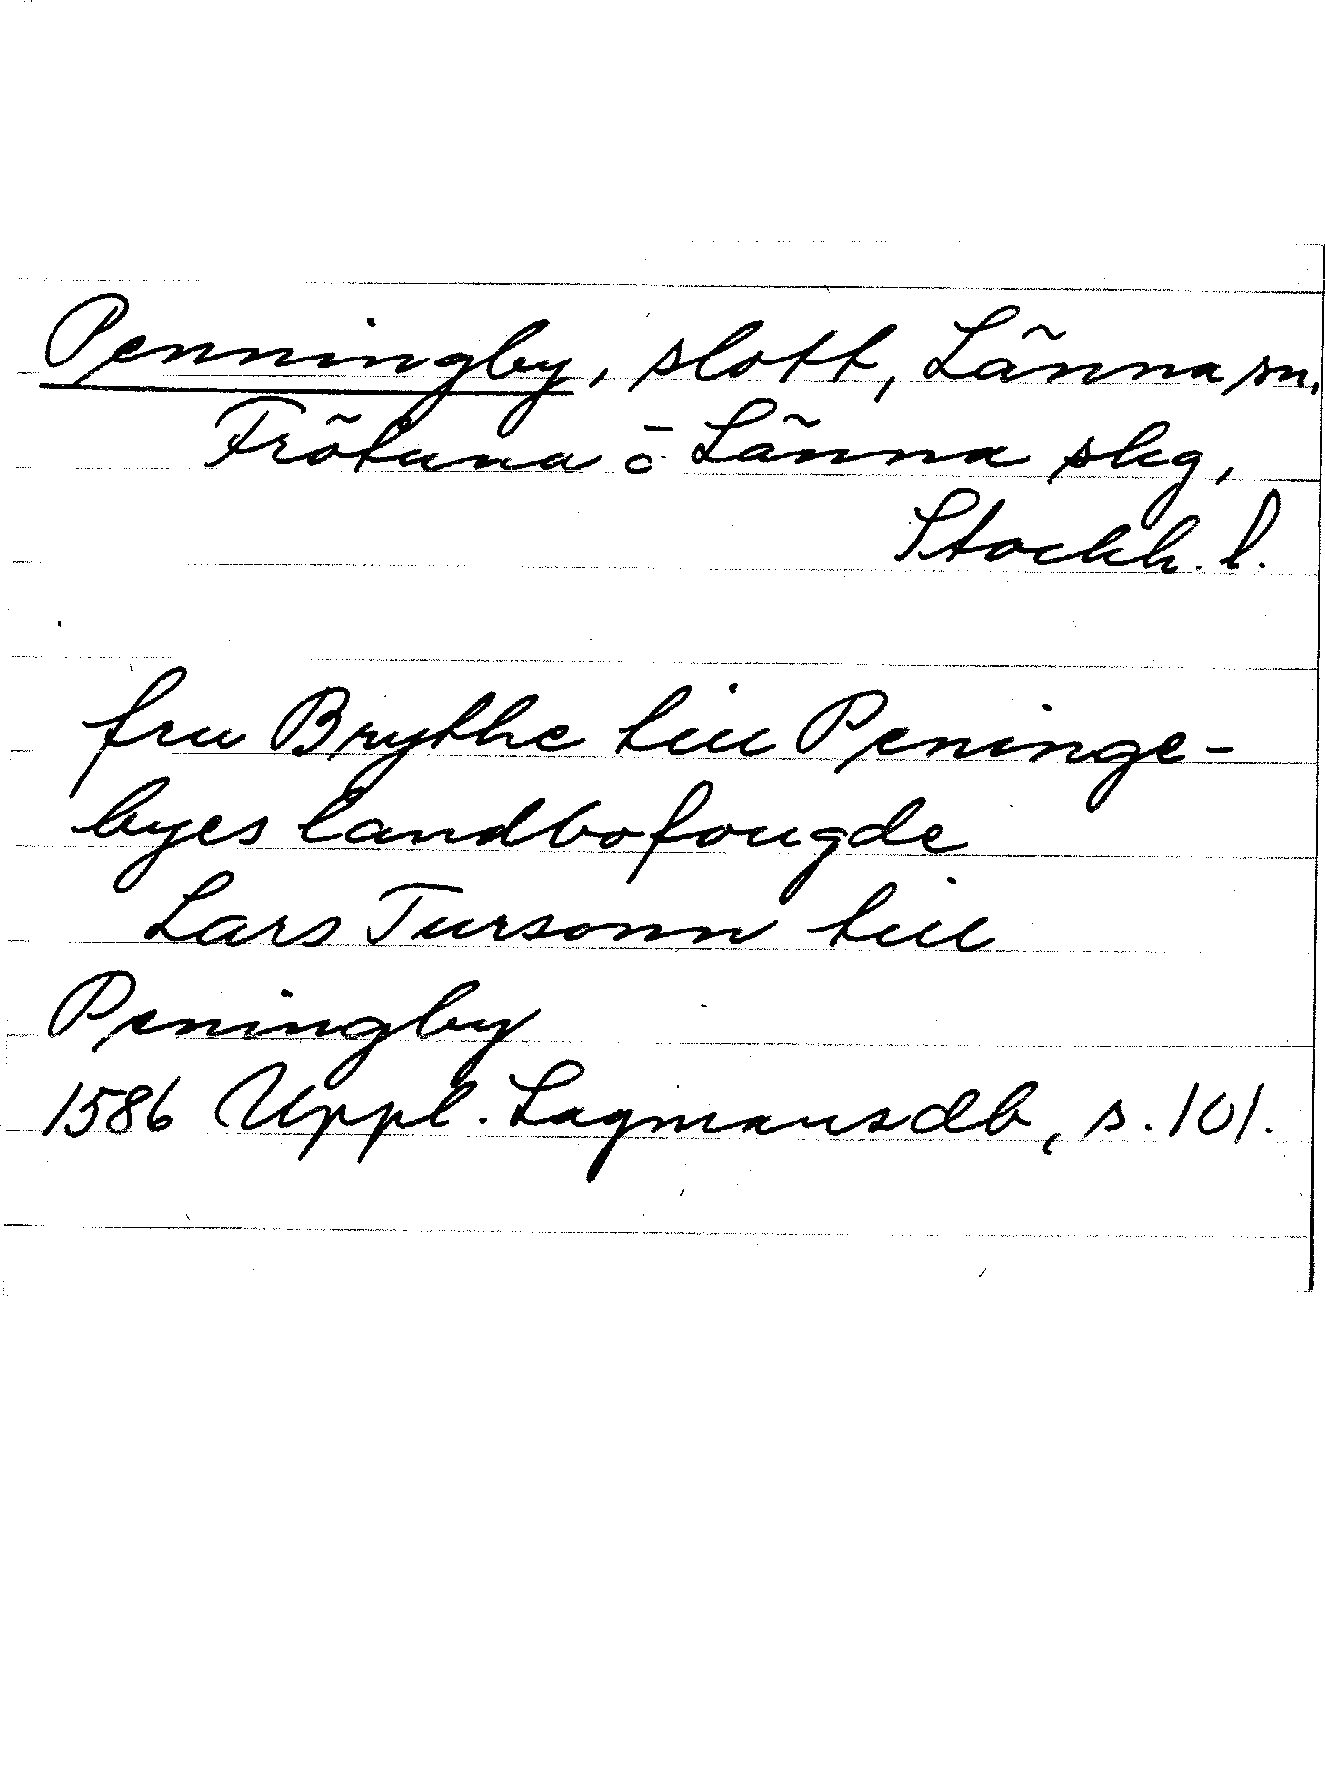 Penningby, slott, Länna sn,
Frötuna o Länna skg,
Stockh. l.
fru Brythe till Peninge-
byes landbofougde
Lars Tursonn till
Peningby
1586 Uppl. Lagmansdb, s. 101.